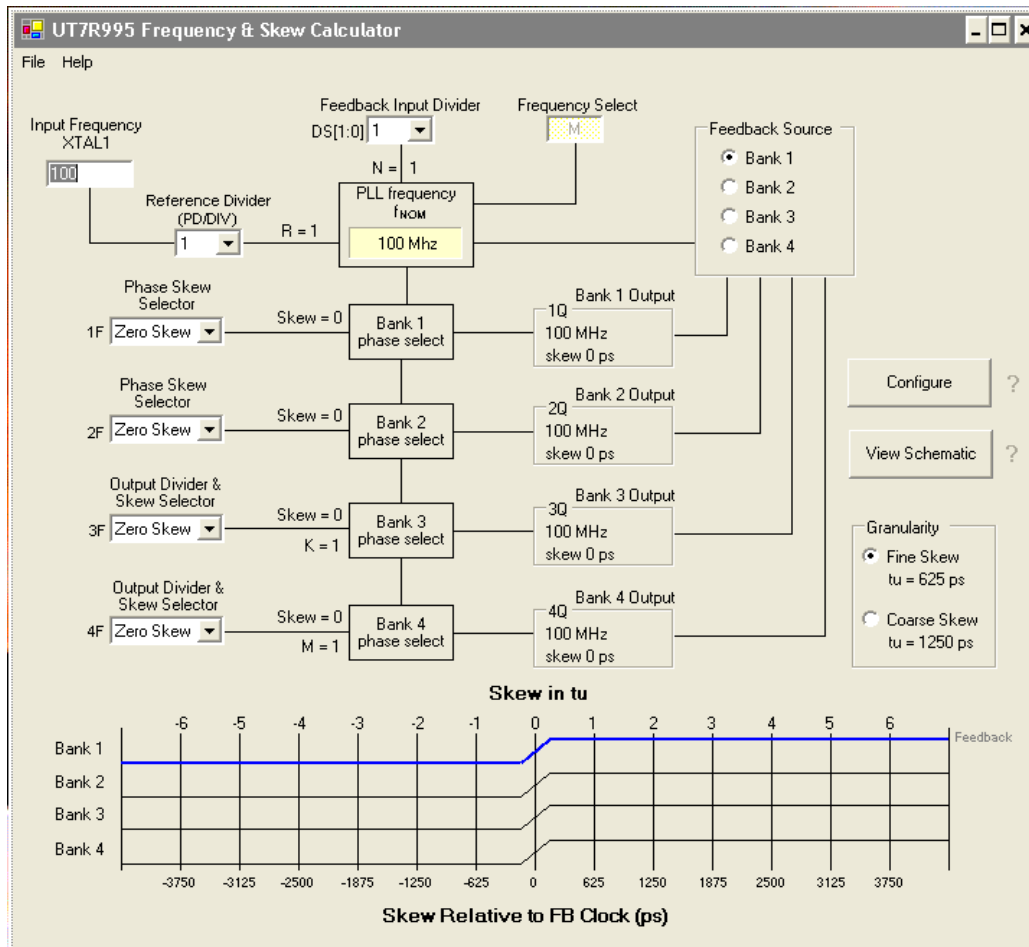 UT7R995 Frequency & Skew Calculator
File Help
Feedback Input Divider
DS[1:0] 1
N = 1
Frequency Select
M
Input Frequency
XTAL1
100
Reference Divider
(PD/DIV)
1
R = 1
PLL frequency
fNOM
100 Mhz
Feedback Source
Bank 1
Bank 2
Bank 3
Bank 4
Phase Skew
Selector
1F Zero Skew
Skew = 0
Bank 1
phase select
Bank 1 Output
1Q
100 MHz
skew 0 ps
Phase Skew
Selector
2F Zero Skew
Skew = 0
Bank 2
phase select
Bank 2 Output
2Q
100 MHz
skew 0 ps
Output Divider &
Skew Selector
3F Zero Skew
Skew = 0
K = 1
Bank 3
phase select
Bank 3 Output
3Q
100 MHz
skew 0 ps
Output Divider &
Skew Selector
4F Zero Skew
Skew = 0
M = 1
Bank 4
phase select
Bank 4 Output
4Q
100 MHz
skew 0 ps
Configure ?
View Schematic ?
Granularity
Fine Skew
tu = 625 ps
Coarse Skew
tu = 1250 ps
Skew in tu
-6 -5 -4 -3 -2 -1 0 1 2 3 4 5 6
Bank 1
Feedback
Bank 2
Bank 3
Bank 4
-3750 -3125 -2500 -1875 -1250 -625 0 625 1250 1875 2500 3125 3750
Skew Relative to FB Clock (ps)